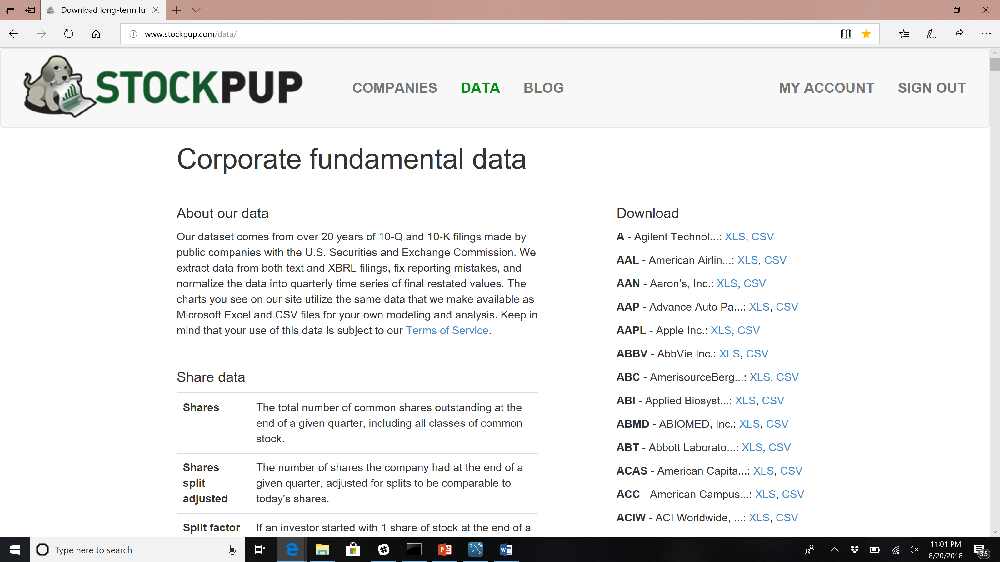 Download long-term fu
www.stockpup.com/data/
STOCKPUP
COMPANIES DATA BLOG
MY ACCOUNT SIGN OUT
Corporate fundamental data
About our data
Our dataset comes from over 20 years of 10-Q and 10-K filings made by
public companies with the U.S. Securities and Exchange Commission. We
extract data from both text and XBRL filings, fix reporting mistakes, and
normalize the data into quarterly time series of final restated values. The
charts you see on our site utilize the same data that we make available as
Microsoft Excel and CSV files for your own modeling and analysis. Keep in
mind that your use of this data is subject to our Terms of Service.
Share data
Shares
The total number of common shares outstanding at the
end of a given quarter, including all classes of common
stock.
Shares
split
adjusted
The number of shares the company had at the end of a
given quarter, adjusted for splits to be comparable to
today's shares.
Split factor
If an investor started with 1 share of stock at the end of a
Download
A - Agilent Technol...: XLS, CSV
AAL - American Airlin...: XLS, CSV
AAN - Aaron’s, Inc.: XLS, CSV
AAP - Advance Auto Pa...: XLS, CSV
AAPL - Apple Inc.: XLS, CSV
ABBV - AbbVie Inc.: XLS, CSV
ABC - AmerisourceBerg...: XLS, CSV
ABI - Applied Biosyst...: XLS, CSV
ABMD - ABIOMED, Inc.: XLS, CSV
ABT - Abbott Laborato...: XLS, CSV
ACAS - American Capita...: XLS, CSV
ACC - American Campus...: XLS, CSV
ACIW - ACI Worldwide, ...: XLS, CSV
Type here to search
11:01 PM
8/20/2018
35